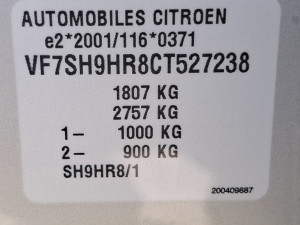 AUTOMOBILES CITROEN
e2*2001/116*0371
VF7SH9HR8CT527238
1807 KG
2757 KG
1- 1000 KG
2- 900 KG
SH9HR8/1
200409687